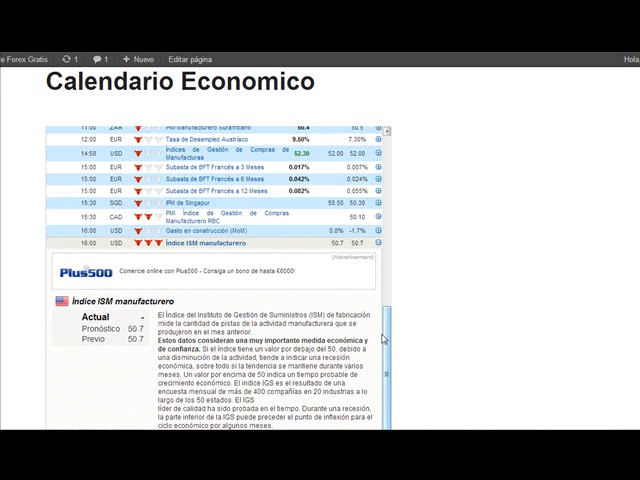 e Forex Gratis 1 1 Nuevo Editar página Hola
Calendario Economico
11:00 ZAR PMI Manufacturero Surafricano 50.4 50.5
12:00 EUR Tasa de Desempleo Austríaco 9.50% 7.30%
14:58 USD Índices de Gestión de Compras de Manufacturas 52.30 52.00 52.00
15:00 EUR Subasta de BFT Francés a 3 Meses 0.017% 0.007%
15:00 EUR Subasta de BFT Francés a 6 Meses 0.042% 0.024%
15:00 EUR Subasta de BFT Francés a 12 Meses 0.082% 0.055%
15:30 SGD IPM de Singapur 50.50 50.30
15:30 CAD PMI Índice de Gestión de Compras Manufacturero RBC 50.10
16:00 USD Gasto en construcción (MoM) 0.8% -1.7%
16:00 USD Índice ISM manufacturero 50.7 50.7
(Advertisement)
Plus500 Comercie online con Plus500 - Consiga un bono de hasta €6000!
Índice ISM manufacturero
Actual -
Pronóstico 50.7
Previo 50.7
El Índice del Instituto de Gestión de Suministros (ISM) de fabricación
mide la cantidad de pistas de la actividad manufacturera que se
produjeron en el mes anterior.
Estos datos consideran una muy importante medida económica y
de confianza. Si el índice tiene un valor por debajo del 50, debido a
una disminución de la actividad, tiende a indicar una recesión
económica, sobre todo si la tendencia se mantiene durante varios
meses. Un valor por encima de 50 indica un tiempo probable de
crecimiento económico. El indice IGS es el resultado de una
encuesta mensual de más de 400 compañías en 20 industrias a lo
largo de los 50 estados. El IGS
líder de calidad ha sido probada en el tiempo. Durante una recesión,
la parte inferior de la IGS puede preceder el punto de inflexión para el
ciclo económico por algunos meses.